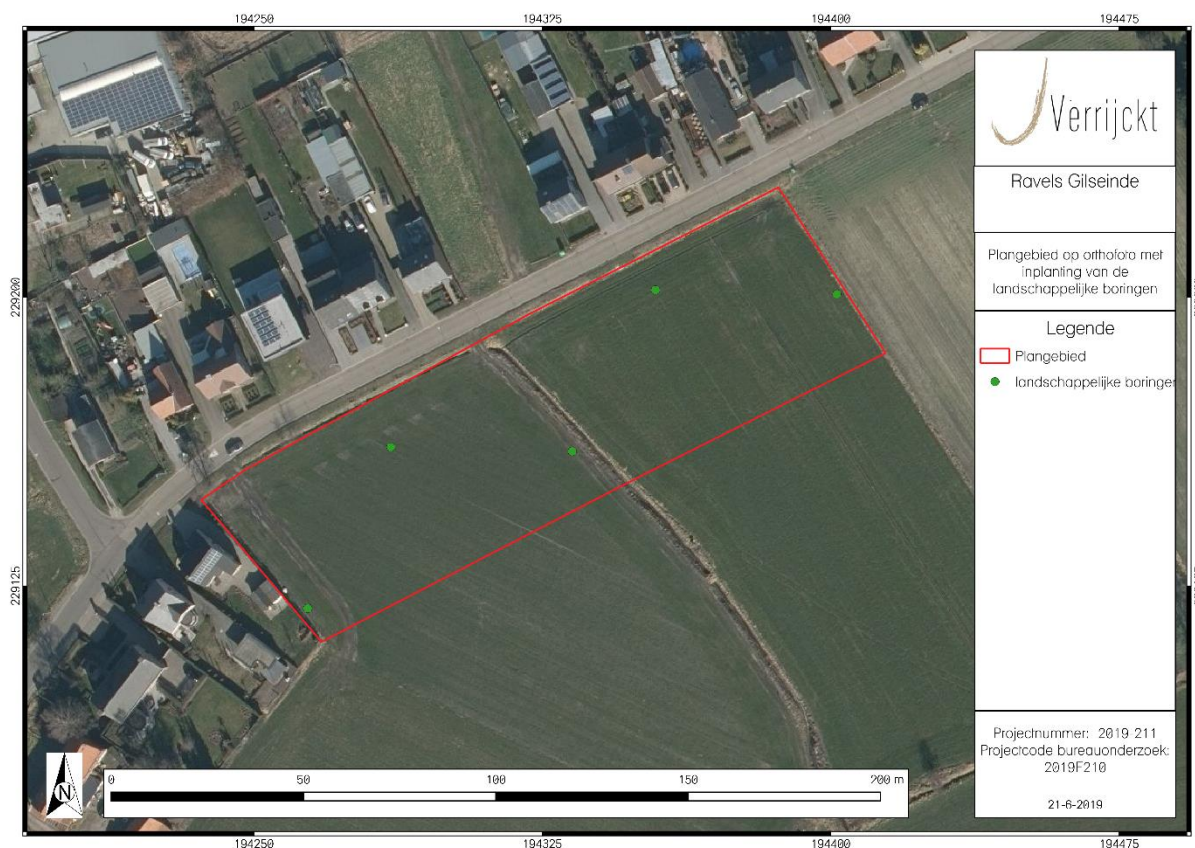 194250 194325 194400 194475
Verrijckt
Ravels Gilseinde
Plangebied op orthofoto met
inplanting van de
landschappelijke boringen
229200
Legende
Plangebied
landschappelijke boringen
229125
Projectnummer: 2019 211
Projectcode bureauonderzoek:
2019F210
21-6-2019
N
0 50 100 150 200 m
194250 194325 194400 194475